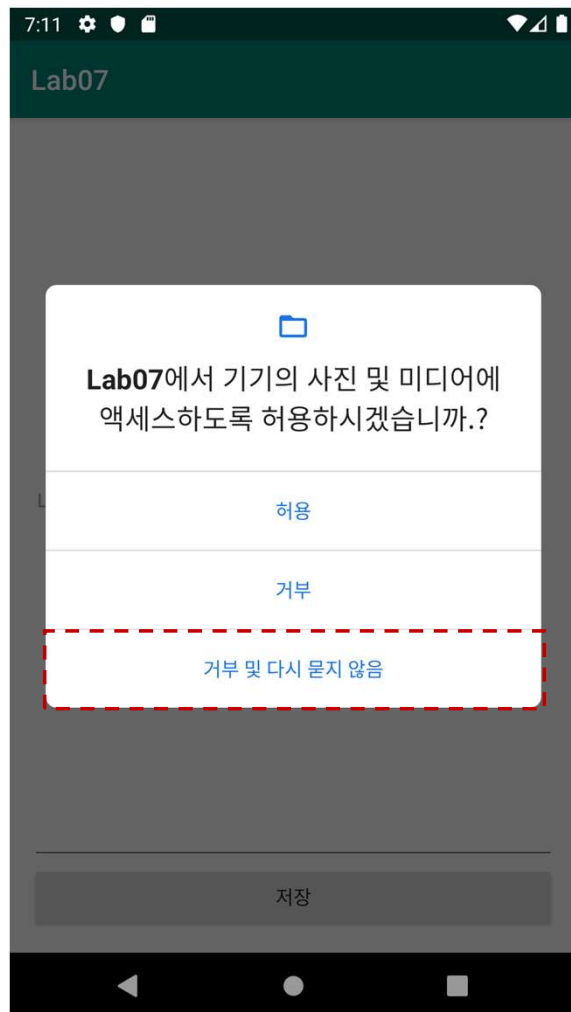 7:11
Lab07
Lab07에서 기기의 사진 및 미디어에
액세스하도록 허용하시겠습니까.?
L
허용
거부
거부 및 다시 묻지 않음
저장